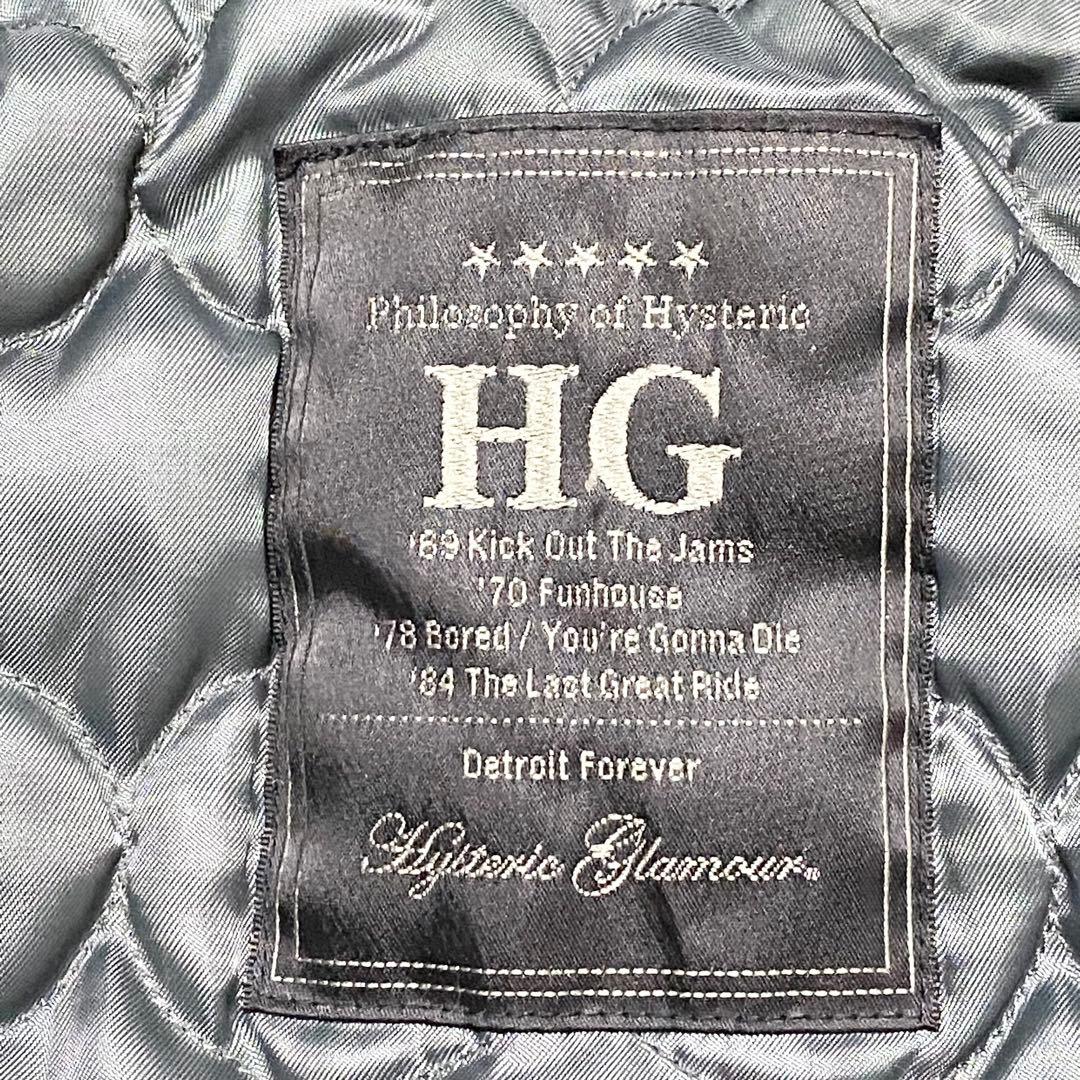 Philosophy of Hysteric
HG
'69 Kick Out The Jams
'70 Funhouse
'78 Bored / You're Gonna Die
'84 The Last Great Ride
Detroit Forever
Hysteric Glamour®